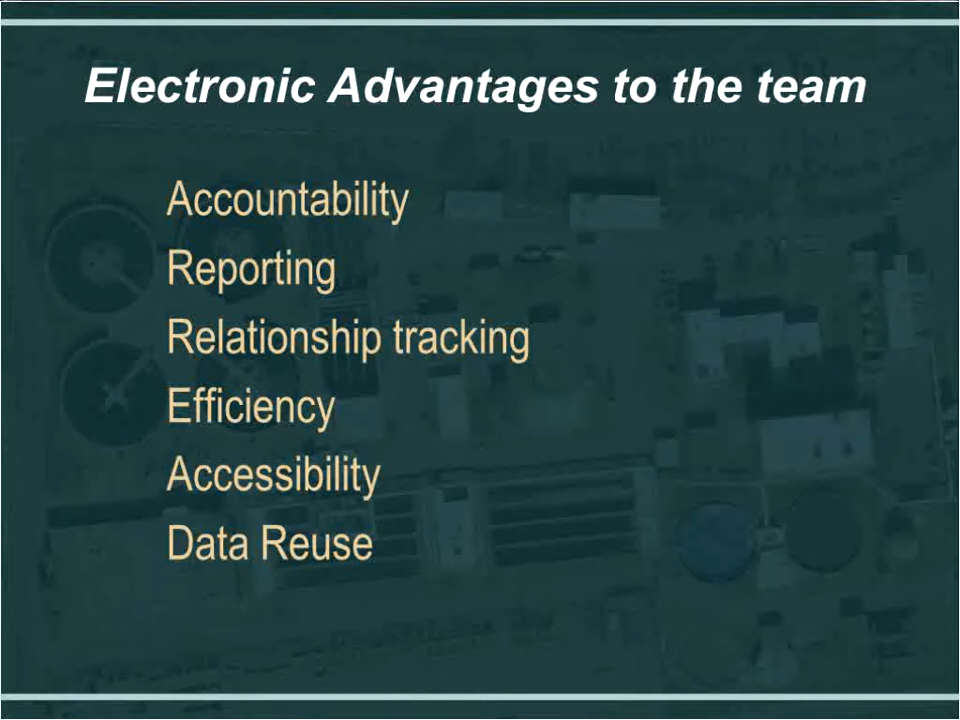 Electronic Advantages to the team
Accountability
Reporting
Relationship tracking
Efficiency
Accessibility
Data Reuse